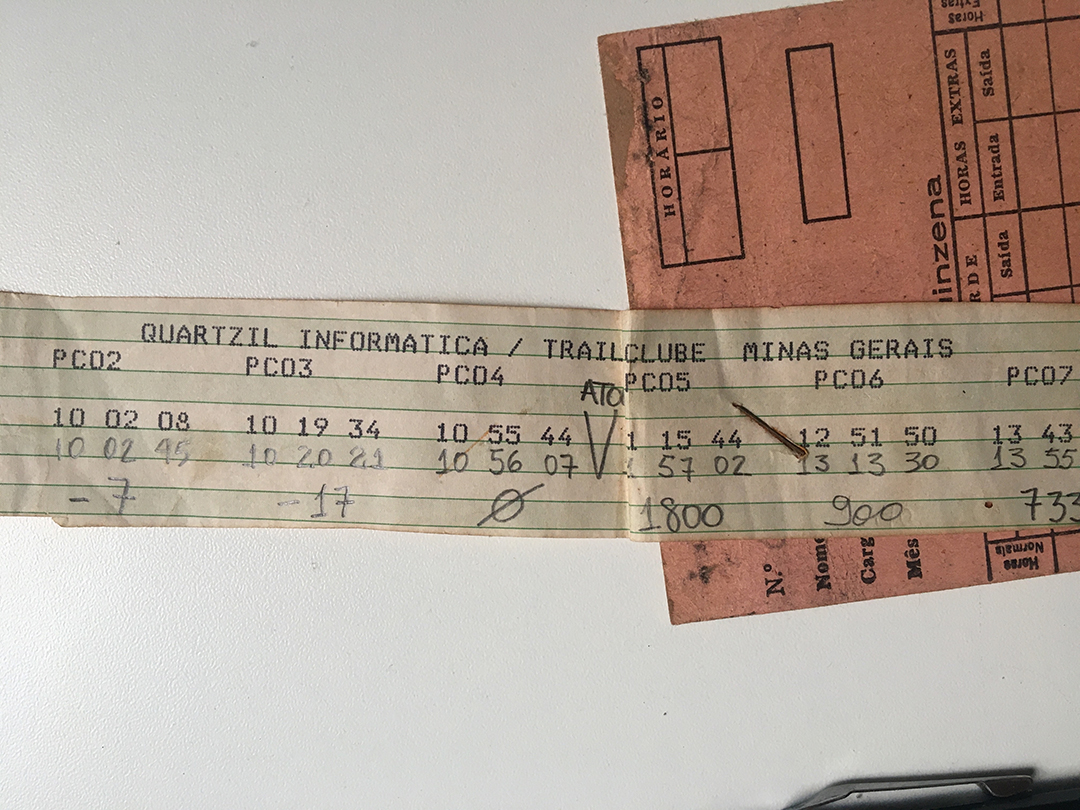 HORÁRIO
HORAS EXTRAS
Entrada Saída
Saída
Horas Extras
QUARTZIL INFORMATICA / TRAILCLUBE MINAS GERAIS
PC02 PC03 PC04 PC05 PC06 PC07
ATO
10 02 08 10 19 34 10 55 44 1 15 44 12 51 50 13 43
10 02 45 10 20 21 10 56 07 57 02 13 13 30 13 55
-7 -17 Ø 1800 900 733
N.º
Nome
Carg
Mês
Horas Normais